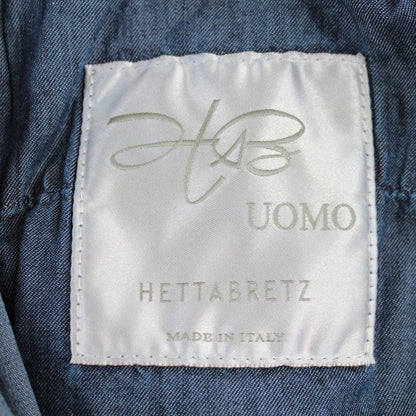 H&B
UOMO
HETTABRETZ
MADE IN ITALY